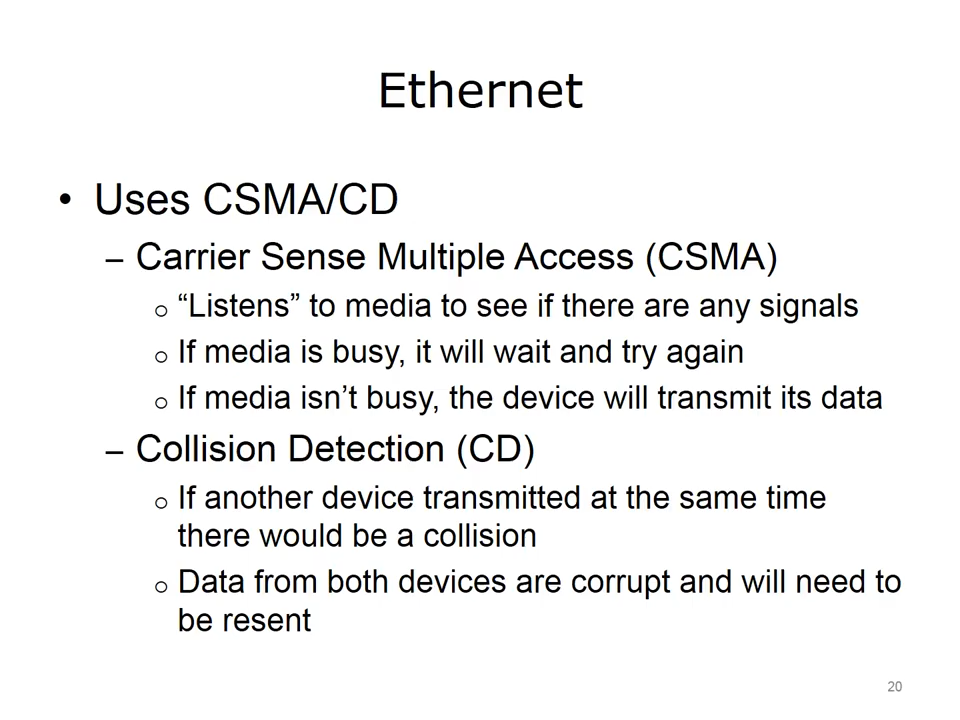 Ethernet
• Uses CSMA/CD
– Carrier Sense Multiple Access (CSMA)
o “Listens” to media to see if there are any signals
o If media is busy, it will wait and try again
o If media isn’t busy, the device will transmit its data
– Collision Detection (CD)
o If another device transmitted at the same time
there would be a collision
o Data from both devices are corrupt and will need to
be resent
20